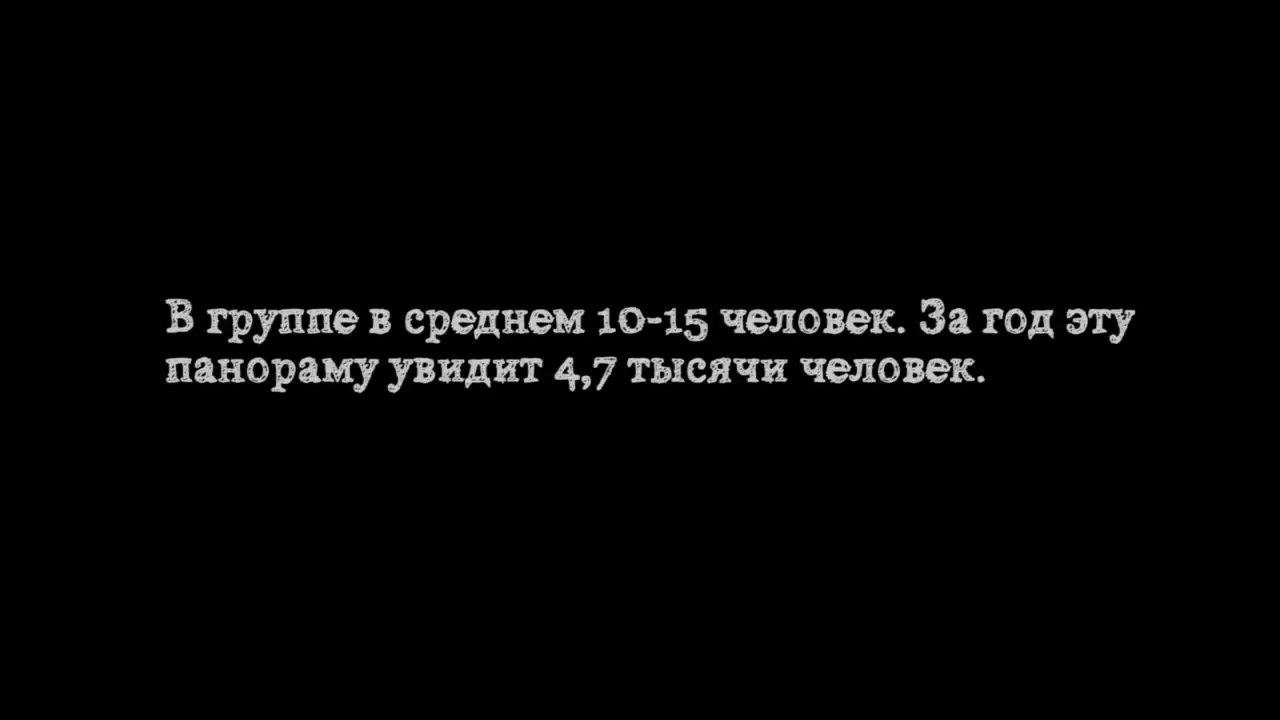 В группе в среднем 10-15 человек. За год эту
панораму увидит 4,7 тысячи человек.